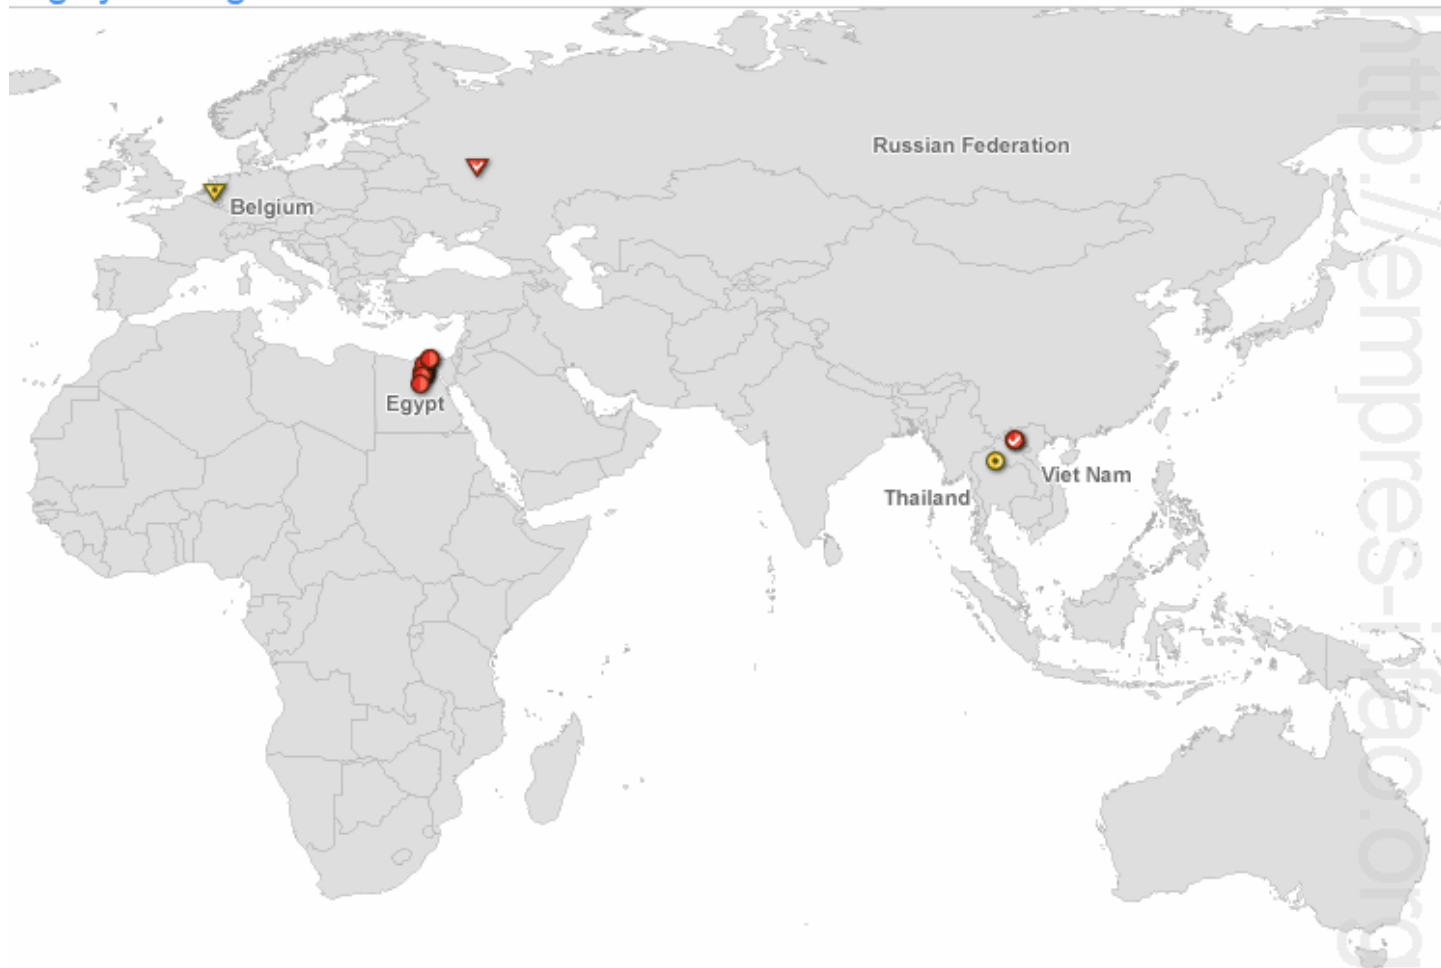 Russian Federation
Belgium
Egypt
Viet Nam
Thailand
http://empres-i.fao.org